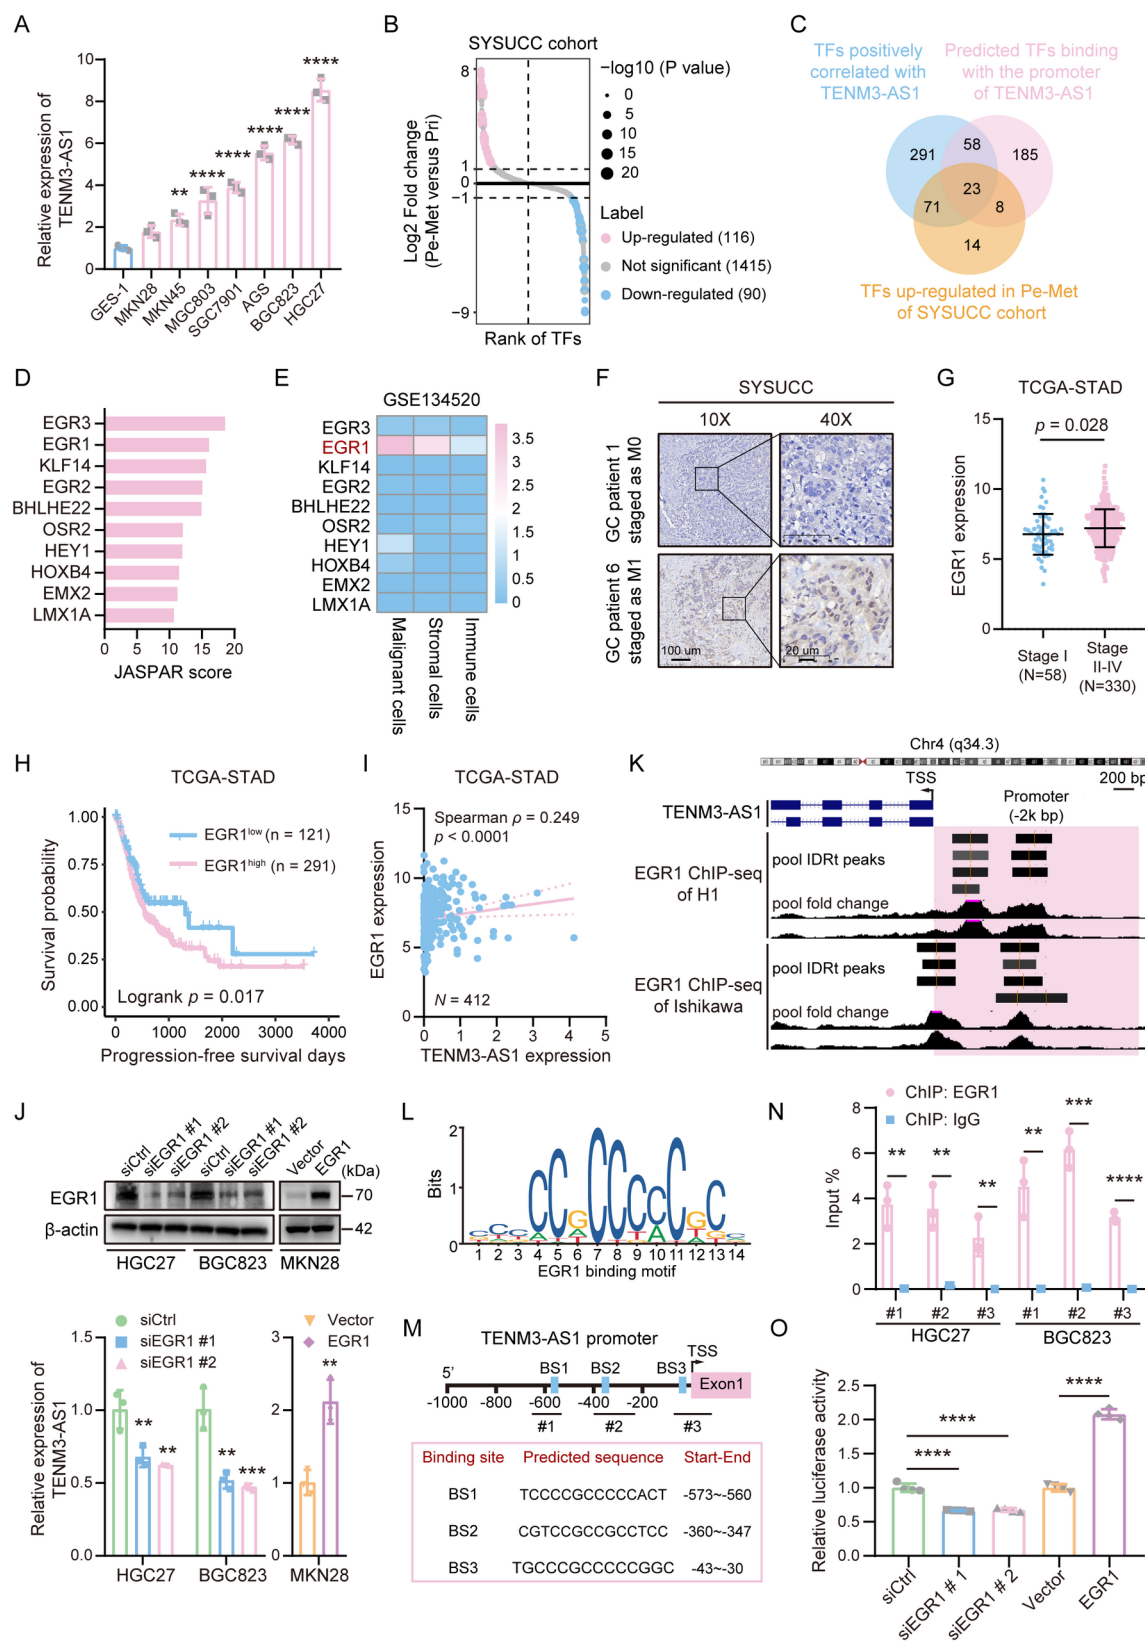 A
Relative expression of
TENM3-AS1
10
8
6
4
2
0
**
****
****
****
****
****
GES-1
MKN28
MKN45
MGC803
SGC7901
AGS
BGC823
HGC27
B
SYSUCC cohort
Log2 Fold change
(Pe-Met versus Pri)
8
1
0
−1
−9
Rank of TFs
−log10 (P value)
0
5
10
15
20
Label
Up-regulated (116)
Not significant (1415)
Down-regulated (90)
C
TFs positively
correlated with
TENM3-AS1
Predicted TFs binding
with the promoter
of TENM3-AS1
291
58
185
23
71
8
14
TFs up-regulated in Pe-Met
of SYSUCC cohort
D
EGR3
EGR1
KLF14
EGR2
BHLHE22
OSR2
HEY1
HOXB4
EMX2
LMX1A
0 5 10 15 20
JASPAR score
E
GSE134520
EGR3
EGR1
KLF14
EGR2
BHLHE22
OSR2
HEY1
HOXB4
EMX2
LMX1A
3.5
3
2.5
2
1.5
1
0.5
0
Malignant cells
Stromal cells
Immune cells
F
SYSUCC
10X 40X
GC patient 1
staged as M0
GC patient 6
staged as M1
100 um
20 um
G
TCGA-STAD
p = 0.028
EGR1 expression
15
10
5
0
Stage I
(N=58)
Stage
II-IV
(N=330)
H
TCGA-STAD
Survival probability
1.00
0.75
0.50
0.25
0.00
EGR1low (n = 121)
EGR1high (n = 291)
Logrank p = 0.017
0 1000 2000 3000 4000
Progression-free survival days
I
TCGA-STAD
Spearman ρ = 0.249
p < 0.0001
EGR1 expression
15
10
5
0
N = 412
0 1 2 3 4 5
TENM3-AS1 expression
K
Chr4 (q34.3)
TSS
200 bp
TENM3-AS1
Promoter
(-2k bp)
EGR1 ChIP-seq
of H1
pool IDRt peaks
pool fold change
EGR1 ChIP-seq
of Ishikawa
pool IDRt peaks
pool fold change
J
siCtrl
siEGR1 #1
siEGR1 #2
siCtrl
siEGR1 #1
siEGR1 #2
Vector
EGR1
(kDa)
EGR1
70
β-actin
42
HGC27
BGC823
MKN28
siCtrl
siEGR1 #1
siEGR1 #2
Vector
EGR1
Relative expression of
TENM3-AS1
1.5
1.0
0.5
0.0
**
**
**
***
HGC27
BGC823
3
2
1
0
**
MKN28
L
Bits
2
1
0
1 2 3 4 5 6 7 8 9 10 11 12 13 14
EGR1 binding motif
M
TENM3-AS1 promoter
5'
BS1
BS2
BS3
TSS
Exon1
-1000 -800 -600 -400 -200
#1
#2
#3
Binding site Predicted sequence Start-End
BS1 TCCCCGCCCCCACT -573~-560
BS2 CGTCCGCCGCCTCC -360~-347
BS3 TGCCCGCCCCCGGC -43~-30
N
ChIP: EGR1
ChIP: IgG
Input %
8
6
4
2
0
**
**
**
**
***
****
#1 #2 #3 #1 #2 #3
HGC27
BGC823
O
Relative luciferase activity
2.5
2.0
1.5
1.0
0.5
0.0
****
****
****
siCtrl
siEGR1 # 1
siEGR1 # 2
Vector
EGR1